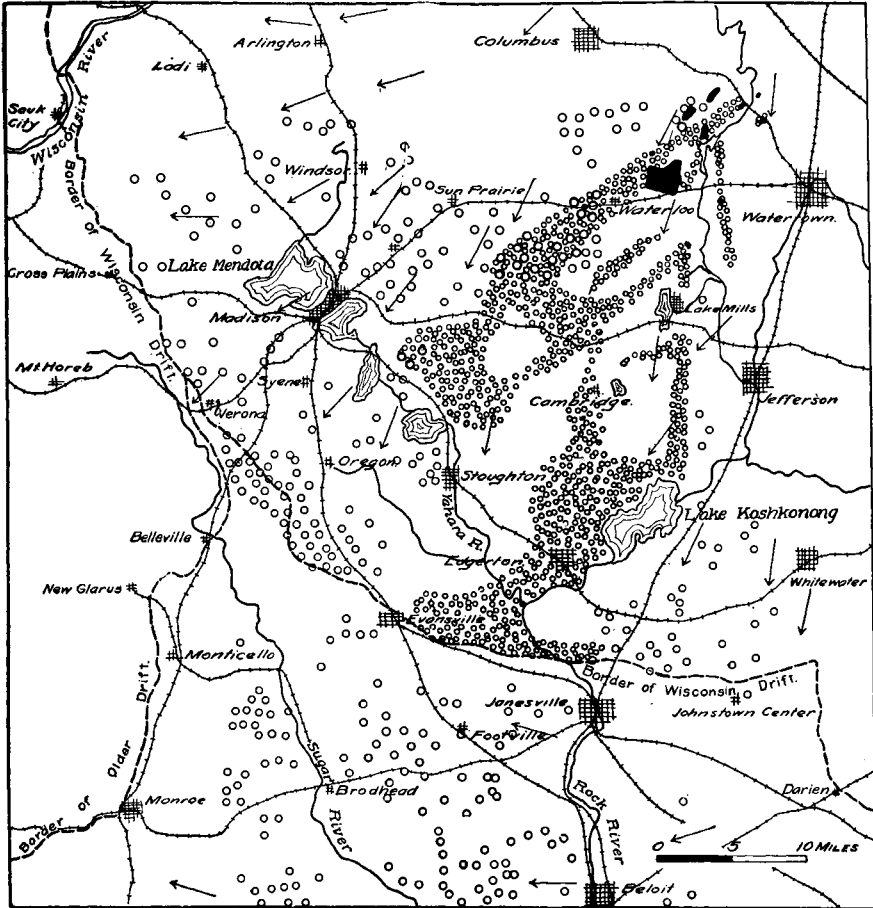 Arlington
Columbus
Lodi
Sauk City
Wisconsin River
Border of Wisconsin Drift.
Windsor
Sun Prairie
Waterloo
Watertown.
Lake Mendota
Cross Plains
Madison
Lake Mills
Mt. Horeb
Syene
Verona
Cambridge.
Jefferson
Oregon
Stoughton
Yahara R.
Lake Koshkonong
Belleville
Edgerton
New Glarus
Whitewater
Evansville
Monticello
Border of Wisconsin Drift.
Janesville
Johnstown Center
Footville
Border of Older Drift.
Sugar River
Brodhead
Monroe
Rock River
Darien
0 5 10 MILES
Beloit